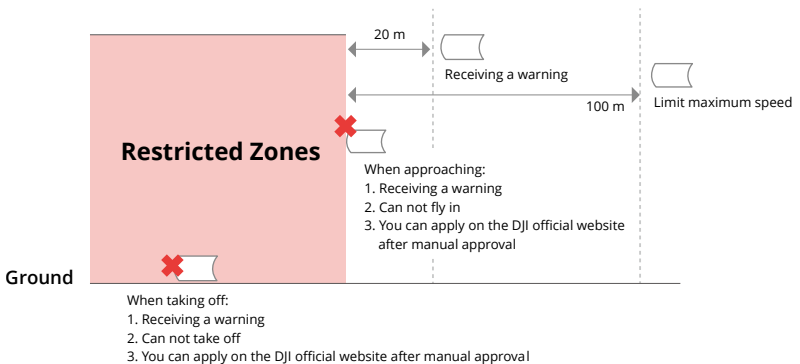 20 m
Receiving a warning
100 m
Limit maximum speed
Restricted Zones
When approaching:
1. Receiving a warning
2. Can not fly in
3. You can apply on the DJI official website
after manual approval
Ground
When taking off:
1. Receiving a warning
2. Can not take off
3. You can apply on the DJI official website after manual approval